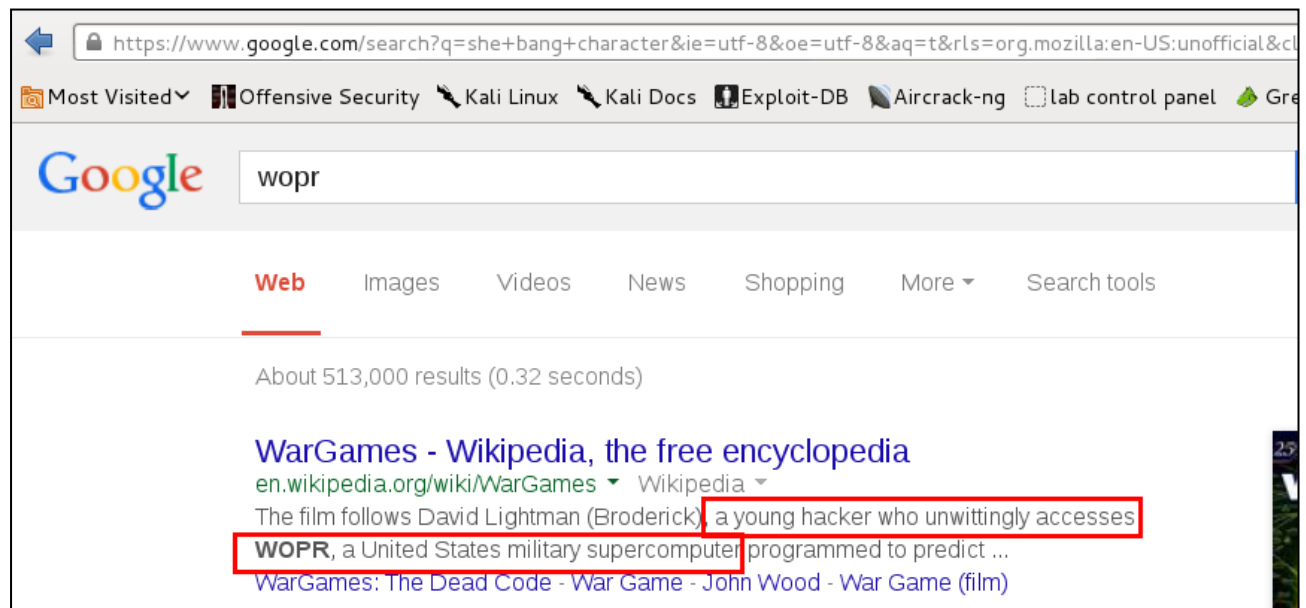 https://www.google.com/search?q=she+bang+character&ie=utf-8&oe=utf-8&aq=t&rls=org.mozilla:en-US:unofficial&cl
Most Visited Offensive Security Kali Linux Kali Docs Exploit-DB Aircrack-ng lab control panel Gre
Google wopr
Web Images Videos News Shopping More Search tools
About 513,000 results (0.32 seconds)
WarGames - Wikipedia, the free encyclopedia
en.wikipedia.org/wiki/WarGames Wikipedia
The film follows David Lightman (Broderick), a young hacker who unwittingly accesses
WOPR, a United States military supercomputer programmed to predict ...
WarGames: The Dead Code - War Game - John Wood - War Game (film)
25